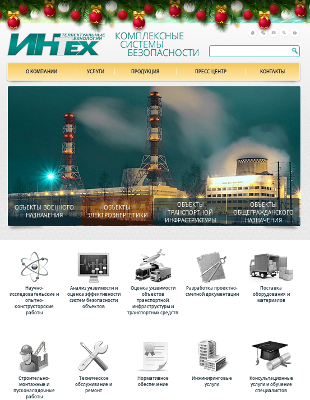 ИНТЕХ
ИНТЕЛЛЕКТУАЛЬНЫЕ
ТЕХНОЛОГИИ
КОМПЛЕКСНЫЕ
СИСТЕМЫ
БЕЗОПАСНОСТИ
О КОМПАНИИ
УСЛУГИ
ПРОДУКЦИЯ
ПРЕСС ЦЕНТР
КОНТАКТЫ
ОБЪЕКТЫ ВОЕННОГО
НАЗНАЧЕНИЯ
ОБЪЕКТЫ
ЭЛЕКТРОЭНЕРГЕТИКИ
ОБЪЕКТЫ
ТРАНСПОРТНОЙ
ИНФРАСТРУКТУРЫ
ОБЪЕКТЫ
ОБЩЕГРАЖДАНСКОГО
НАЗНАЧЕНИЯ
Научно-
исследовательские и
опытно-
конструкторские
работы
Анализ уязвимости и
оценка эффективности
систем безопасности
объектов
Оценка уязвимости
объектов
транспортной
инфраструктуры и
транспортных средств
Разработка проектно-
сметной документации
Поставка
оборудования и
материалов
Строительно-
монтажные и
пусконаладочные
работы
Техническое
обслуживание и
ремонт
Нормативное
обеспечение
Инжиниринговые
услуги
Консультационные
услуги и обучение
специалистов